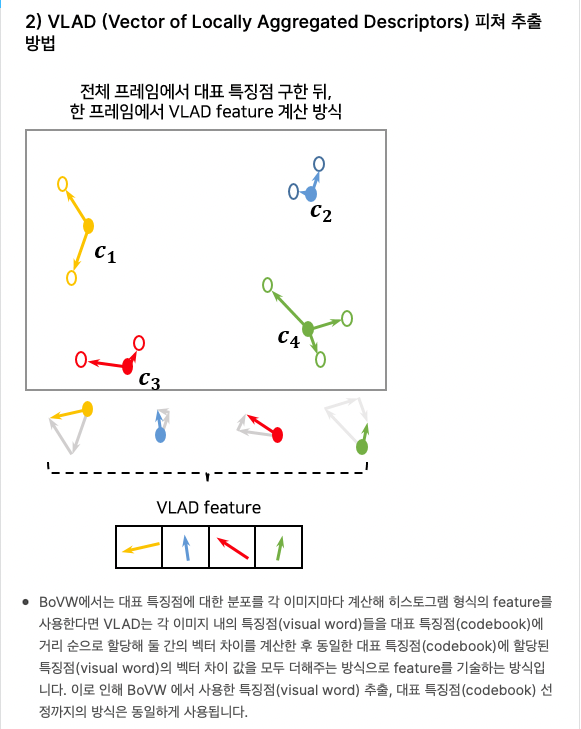 2) VLAD (Vector of Locally Aggregated Descriptors) 피쳐 추출
방법
전체 프레임에서 대표 특징점 구한 뒤,
한 프레임에서 VLAD feature 계산 방식
c1
c2
c3
c4
VLAD feature
● BoVW에서는 대표 특징점에 대한 분포를 각 이미지마다 계산해 히스토그램 형식의 feature를
사용한다면 VLAD는 각 이미지 내의 특징점(visual word)들을 대표 특징점(codebook)에
거리 순으로 할당해 둘 간의 벡터 차이를 계산한 후 동일한 대표 특징점(codebook)에 할당된
특징점(visual word)의 벡터 차이 값을 모두 더해주는 방식으로 feature를 기술하는 방식입
니다. 이로 인해 BoVW 에서 사용한 특징점(visual word) 추출, 대표 특징점(codebook) 선
정까지의 방식은 동일하게 사용됩니다.